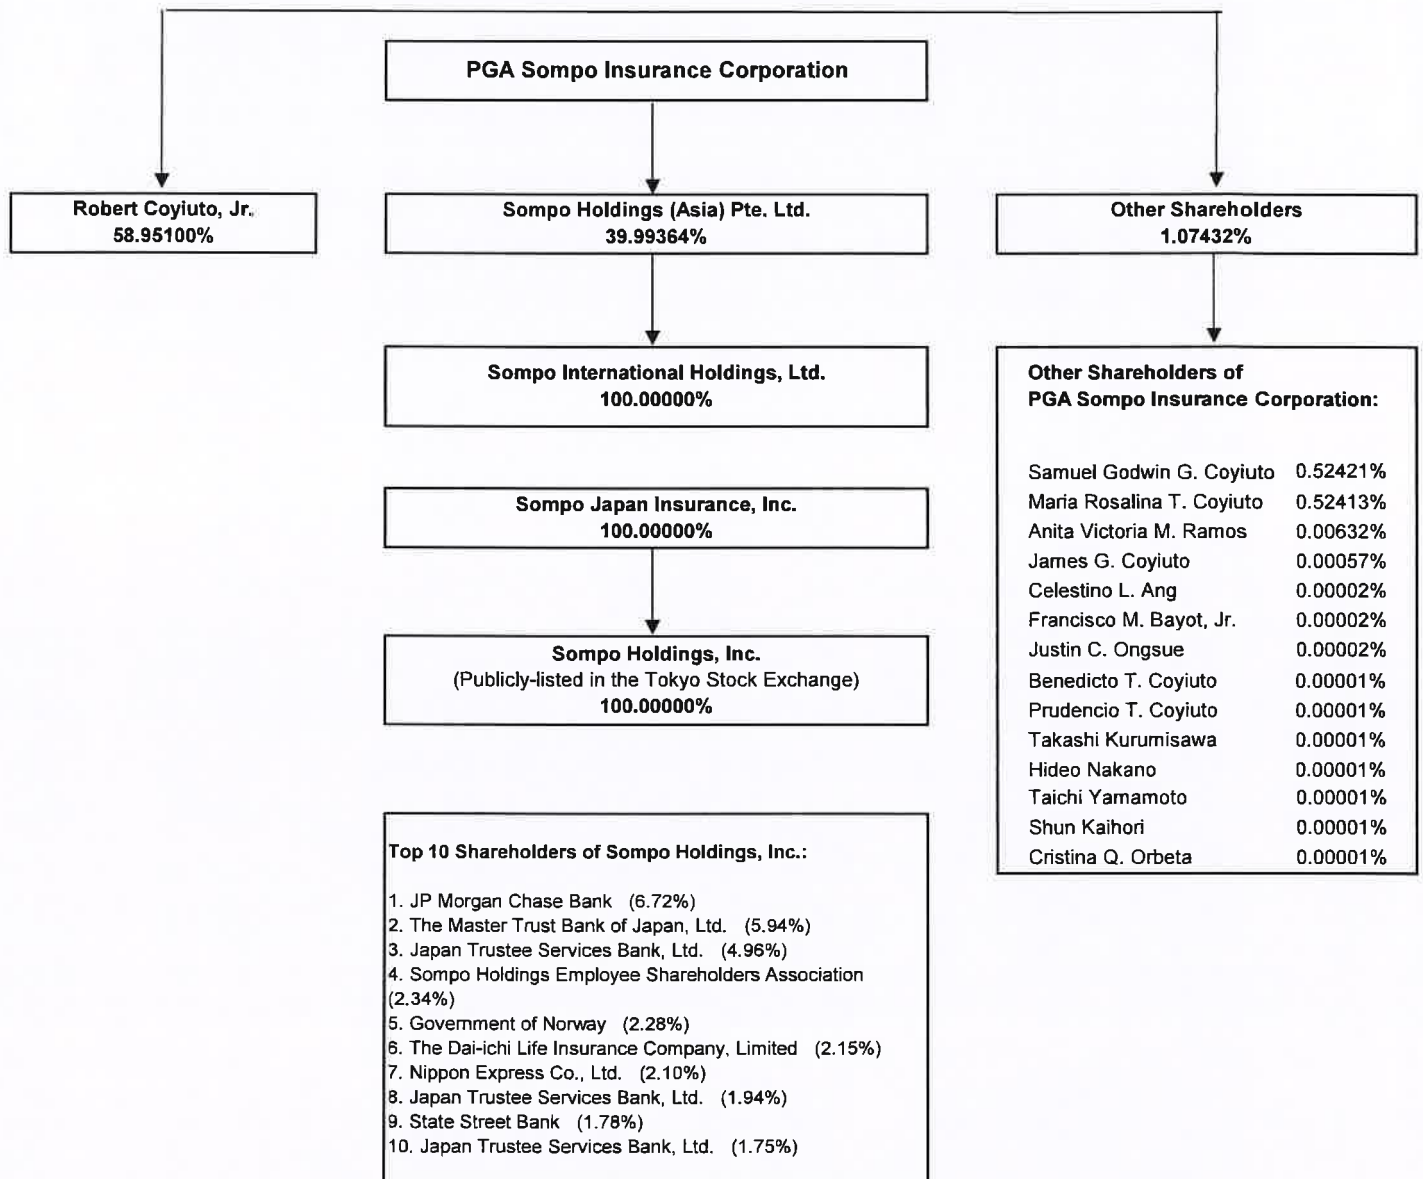 PGA Sompo Insurance Corporation
Robert Coyiuto, Jr.
58.95100%
Sompo Holdings (Asia) Pte. Ltd.
39.99364%
Other Shareholders
1.07432%
Sompo International Holdings, Ltd.
100.00000%
Sompo Japan Insurance, Inc.
100.00000%
Sompo Holdings, Inc.
(Publicly-listed in the Tokyo Stock Exchange)
100.00000%
Top 10 Shareholders of Sompo Holdings, Inc.:
1. JP Morgan Chase Bank (6.72%)
2. The Master Trust Bank of Japan, Ltd. (5.94%)
3. Japan Trustee Services Bank, Ltd. (4.96%)
4. Sompo Holdings Employee Shareholders Association
(2.34%)
5. Government of Norway (2.28%)
6. The Dai-ichi Life Insurance Company, Limited (2.15%)
7. Nippon Express Co., Ltd. (2.10%)
8. Japan Trustee Services Bank, Ltd. (1.94%)
9. State Street Bank (1.78%)
10. Japan Trustee Services Bank, Ltd. (1.75%)
Other Shareholders of
PGA Sompo Insurance Corporation:
Samuel Godwin G. Coyiuto 0.52421%
Maria Rosalina T. Coyiuto 0.52413%
Anita Victoria M. Ramos 0.00632%
James G. Coyiuto 0.00057%
Celestino L. Ang 0.00002%
Francisco M. Bayot, Jr. 0.00002%
Justin C. Ongsue 0.00002%
Benedicto T. Coyiuto 0.00001%
Prudencio T. Coyiuto 0.00001%
Takashi Kurumisawa 0.00001%
Hideo Nakano 0.00001%
Taichi Yamamoto 0.00001%
Shun Kaihori 0.00001%
Cristina Q. Orbeta 0.00001%